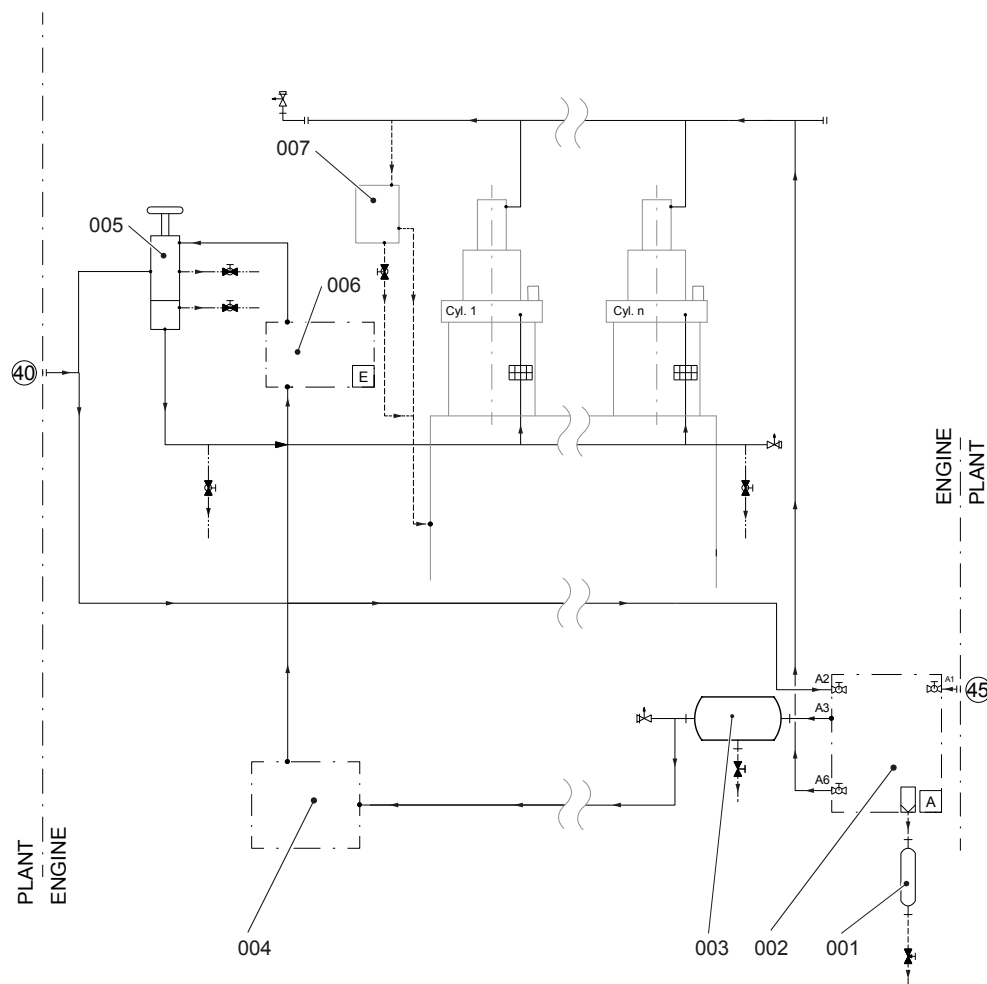 007
005
006
Cyl. 1
Cyl. n
E
40
ENGINE
PLANT
A2
A1
45
A3
A6
A
PLANT
ENGINE
004
003
002
001